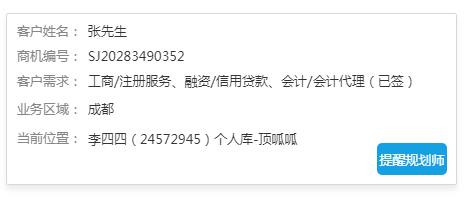 客户姓名： 张先生
商机编号： SJ20283490352
客户需求： 工商/注册服务、融资/信用贷款、会计/会计代理（已签）
业务区域： 成都
当前位置： 李四四（24572945）个人库-顶呱呱
提醒规划师